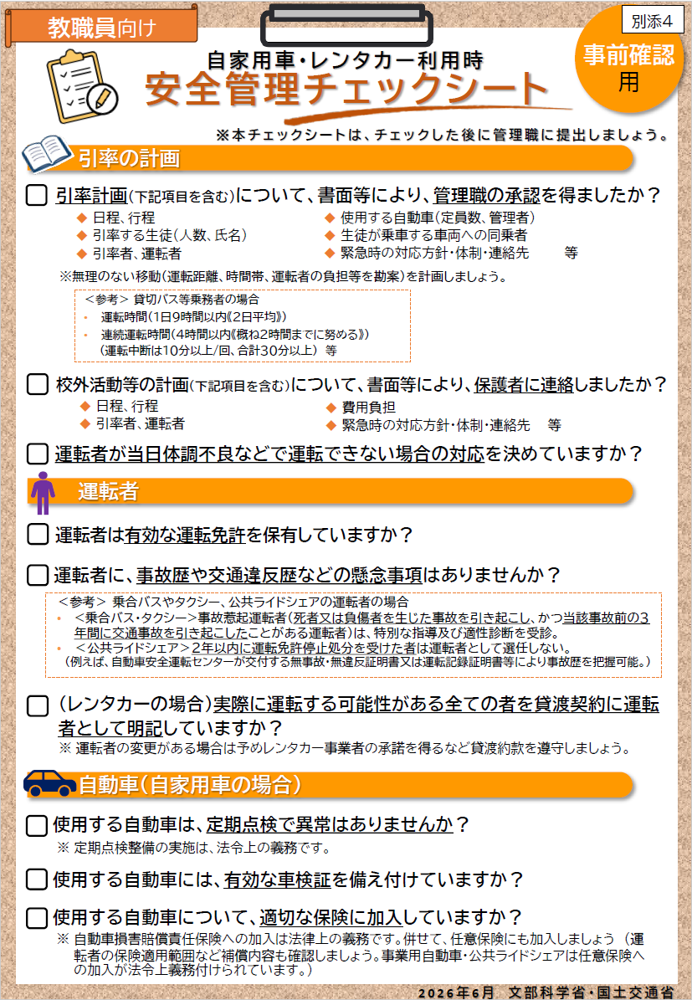 教職員向け
別添4
事前確認
用
自家用車・レンタカー利用時
安全管理チェックシート
※本チェックシートは、チェックした後に管理職に提出しましょう。
引率の計画
引率計画(下記項目を含む)について、書面等により、管理職の承認を得ましたか？
◆ 日程、行程
◆ 引率する生徒(人数、氏名)
◆ 引率者、運転者
◆ 使用する自動車(定員数、管理者)
◆ 生徒が乗車する車両への同乗者
◆ 緊急時の対応方針・体制・連絡先　　等
※無理のない移動(運転距離、時間帯、運転者の負担等を勘案)を計画しましょう。
＜参考＞ 貸切バス等乗務者の場合
・ 運転時間(1日9時間以内《2日平均》)
・ 連続運転時間(4時間以内《概ね2時間までに努める》)
(運転中断は10分以上/回、合計30分以上) 等
校外活動等の計画(下記項目を含む)について、書面等により、保護者に連絡しましたか？
◆ 日程、行程
◆ 引率者、運転者
◆ 費用負担
◆ 緊急時の対応方針・体制・連絡先　等
運転者が当日体調不良などで運転できない場合の対応を決めていますか？
運転者
運転者は有効な運転免許を保有していますか？
運転者に、事故歴や交通違反歴などの懸念事項はありませんか？
＜参考＞ 乗合バスやタクシー、公共ライドシェアの運転者の場合
・ ＜乗合バス・タクシー＞事故惹起運転者(死者又は負傷者を生じた事故を引き起こし、かつ当該事故前の3
年間に交通事故を引き起こしたことがある運転者)は、特別な指導及び適性診断を受診。
・ ＜公共ライドシェア＞2年以内に運転免許停止処分を受けた者は運転者として選任しない。
(例えば、自動車安全運転センターが交付する無事故・無違反証明書又は運転記録証明書等により事故歴を把握可能。)
(レンタカーの場合)実際に運転する可能性がある全ての者を貸渡契約に運転
者として明記していますか？
※ 運転者の変更がある場合は予めレンタカー事業者の承諾を得るなど貸渡約款を遵守しましょう。
自動車(自家用車の場合)
使用する自動車は、定期点検で異常はありませんか？
※ 定期点検整備の実施は、法令上の義務です。
使用する自動車には、有効な車検証を備え付けていますか？
使用する自動車について、適切な保険に加入していますか？
※ 自動車損害賠償責任保険への加入は法律上の義務です。併せて、任意保険にも加入しましょう (運
転者の保険適用範囲など補償内容も確認しましょう。事業用自動車・公共ライドシェアは任意保険へ
の加入が法令上義務付けられています。)
2026年6月　文部科学省・国土交通省